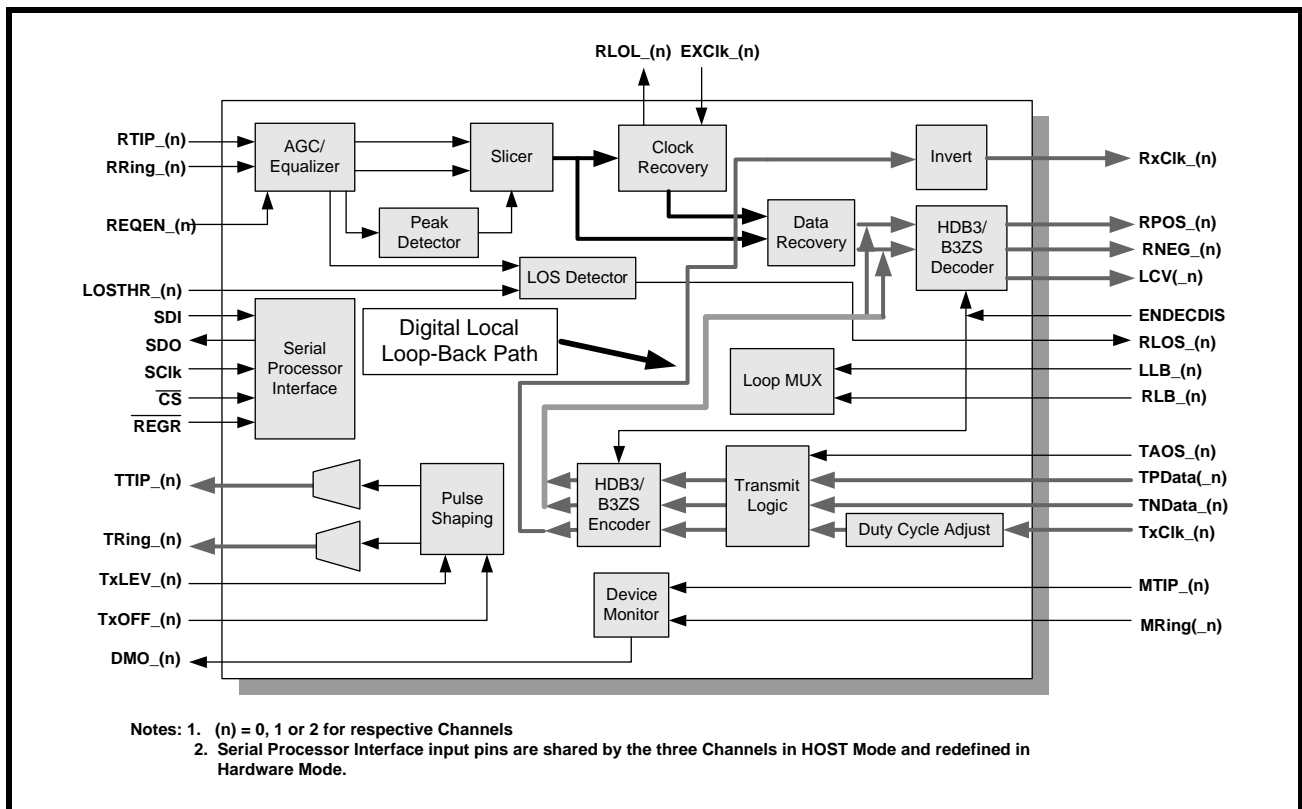 RLOL_(n) EXClk_(n)
RTIP_(n)
RRing_(n)
REQEN_(n)
LOSTHR_(n)
SDI
SDO
SClk
CS
REGR
TTIP_(n)
TRing_(n)
TxLEV_(n)
TxOFF_(n)
DMO_(n)
AGC/
Equalizer
Slicer
Clock
Recovery
Invert
Peak
Detector
Data
Recovery
HDB3/
B3ZS
Decoder
LOS Detector
Serial
Processor
Interface
Digital Local
Loop-Back Path
Loop MUX
Pulse
Shaping
HDB3/
B3ZS
Encoder
Transmit
Logic
Duty Cycle Adjust
Device
Monitor
RxClk_(n)
RPOS_(n)
RNEG_(n)
LCV(_n)
ENDECDIS
RLOS_(n)
LLB_(n)
RLB_(n)
TAOS_(n)
TPData(_n)
TNData_(n)
TxClk_(n)
MTIP_(n)
MRing(_n)
Notes: 1. (n) = 0, 1 or 2 for respective Channels
2. Serial Processor Interface input pins are shared by the three Channels in HOST Mode and redefined in
Hardware Mode.